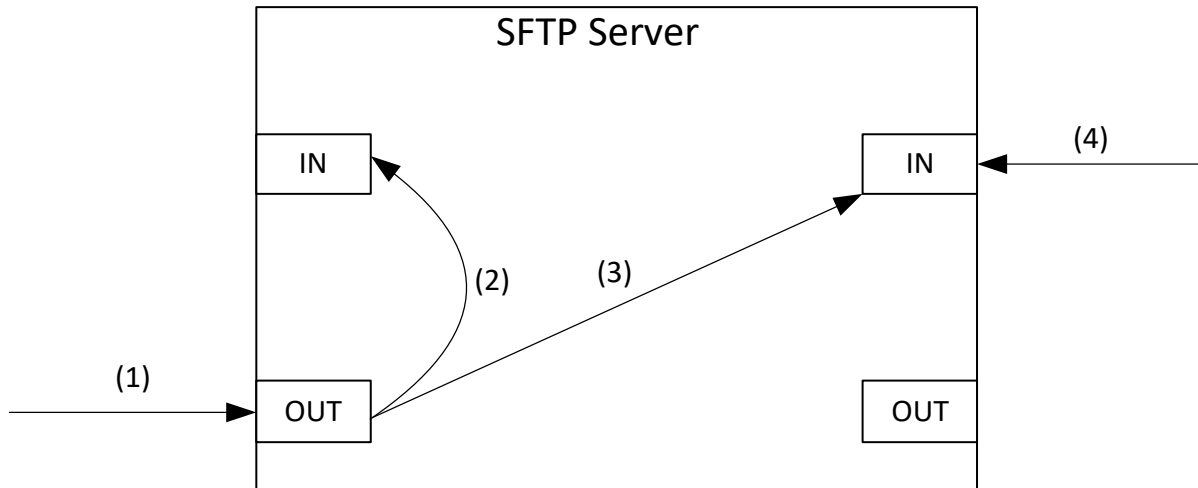 SFTP Server
IN
IN
(4)
(2)
(3)
(1)
OUT
OUT